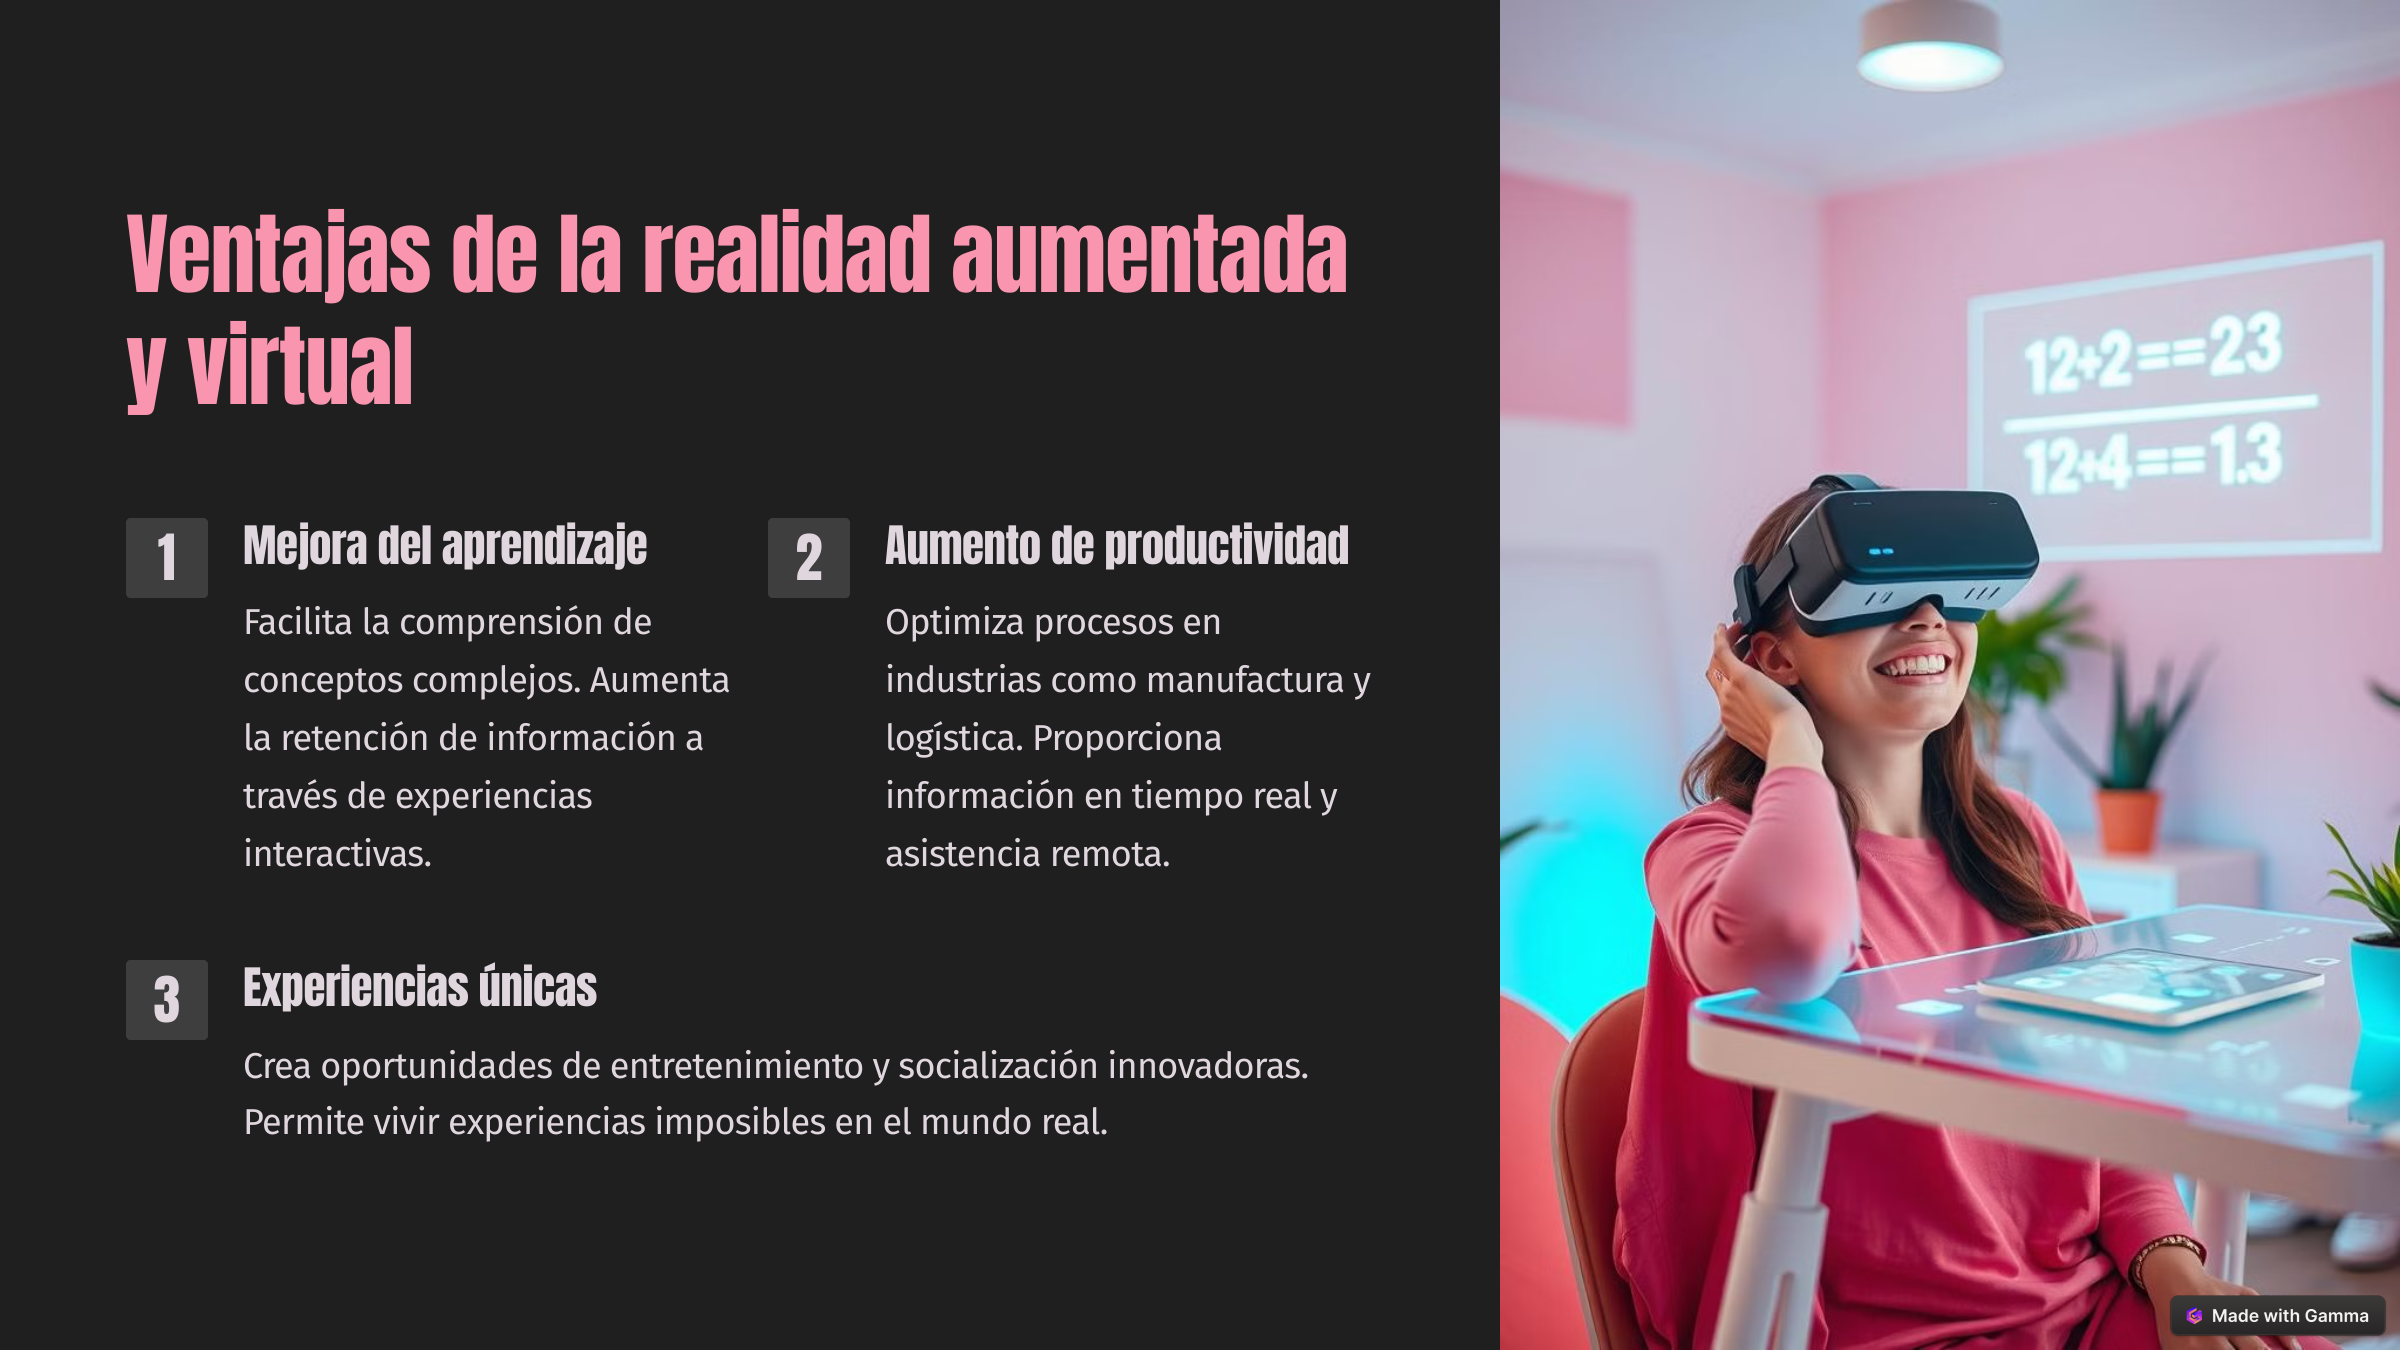 Ventajas de la realidad aumentada
y virtual
1
Mejora del aprendizaje
Facilita la comprensión de
conceptos complejos. Aumenta
la retención de información a
través de experiencias
interactivas.
2
Aumento de productividad
Optimiza procesos en
industrias como manufactura y
logística. Proporciona
información en tiempo real y
asistencia remota.
3
Experiencias únicas
Crea oportunidades de entretenimiento y socialización innovadoras.
Permite vivir experiencias imposibles en el mundo real.
12+2==23
12+4==1.3
Made with Gamma